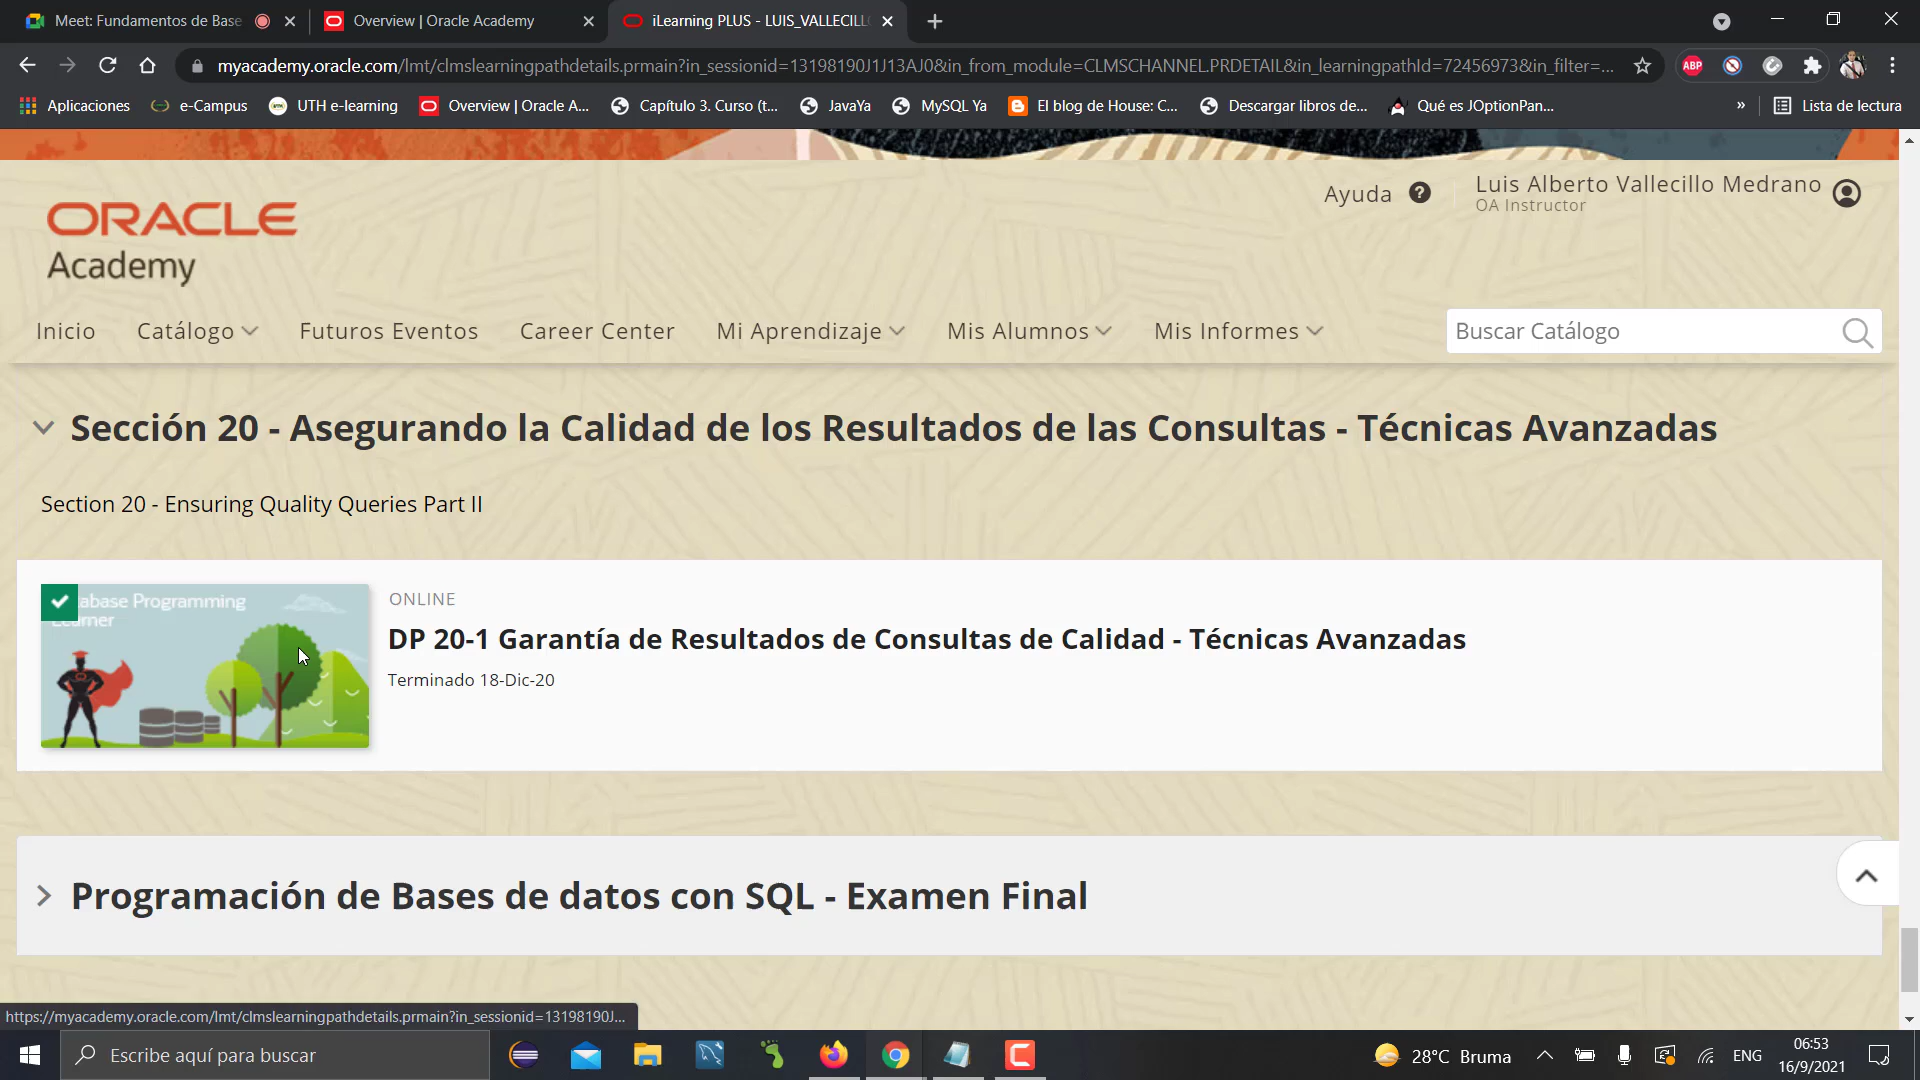 Meet: Fundamentos de Base
Overview | Oracle Academy
iLearning PLUS - LUIS_VALLECILL
myacademy.oracle.com/lmt/clmslearningpathdetails.prmain?in_sessionid=13198190J1J13AJ0&in_from_module=CLMSCHANNEL.PRDETAIL&in_learningpathId=72456973&in_filter=...
ABP
Aplicaciones
e-Campus
UTH e-learning
Overview | Oracle A...
Capítulo 3. Curso (t...
JavaYa
MySQL Ya
El blog de House: C...
Descargar libros de...
Qué es JOptionPan...
»
Lista de lectura
ORACLE
Academy
Ayuda ?
Luis Alberto Vallecillo Medrano
OA Instructor
Inicio
Catálogo
Futuros Eventos
Career Center
Mi Aprendizaje
Mis Alumnos
Mis Informes
Buscar Catálogo
Sección 20 - Asegurando la Calidad de los Resultados de las Consultas - Técnicas Avanzadas
Section 20 - Ensuring Quality Queries Part II
abase Programming
Learner
ONLINE
DP 20-1 Garantía de Resultados de Consultas de Calidad - Técnicas Avanzadas
Terminado 18-Dic-20
Programación de Bases de datos con SQL - Examen Final
https://myacademy.oracle.com/lmt/clmslearningpathdetails.prmain?in_sessionid=13198190J...
Escribe aquí para buscar
28°C Bruma
ENG
06:53
16/9/2021